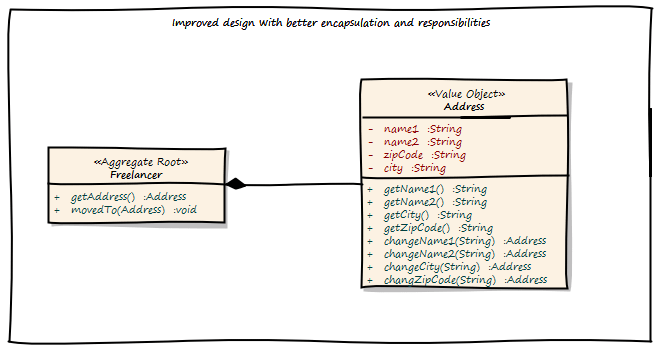 Improved design with better encapsulation and responsibilities
«Aggregate Root»
Freelancer
+ getAddress() :Address
+ movedTo(Address) :void
«Value Object»
Address
- name1 :String
- name2 :String
- zipCode :String
- city :String
+ getName1() :String
+ getName2() :String
+ getCity() :String
+ getZipCode() :String
+ changeName1(String) :Address
+ changeName2(String) :Address
+ changeCity(String) :Address
+ changZipCode(String) :Address